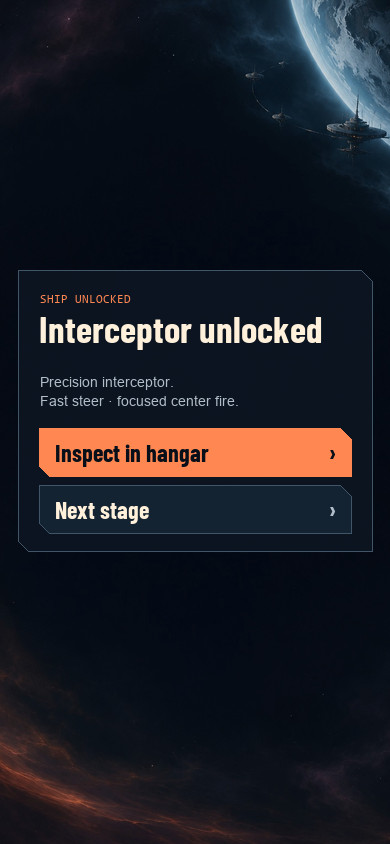 SHIP UNLOCKED
Interceptor unlocked
Precision interceptor.
Fast steer · focused center fire.
Inspect in hangar ›
Next stage ›